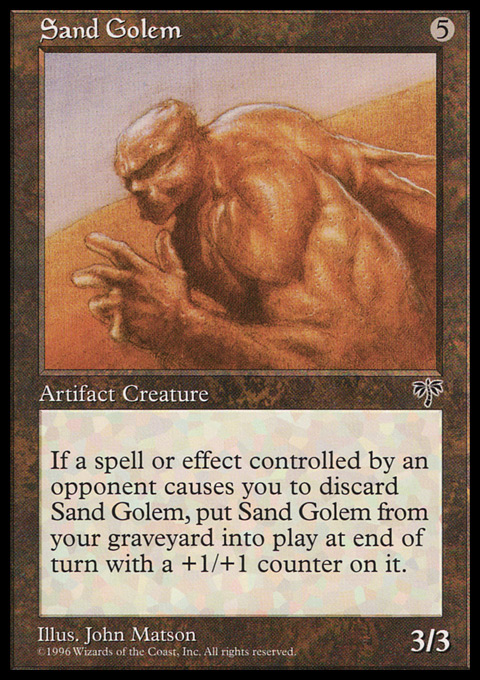 Sand Golem 5
Artifact Creature
If a spell or effect controlled by an
opponent causes you to discard
Sand Golem, put Sand Golem from
your graveyard into play at end of
turn with a +1/+1 counter on it.
Illus. John Matson
3/3
©1996 Wizards of the Coast, Inc. All rights reserved.